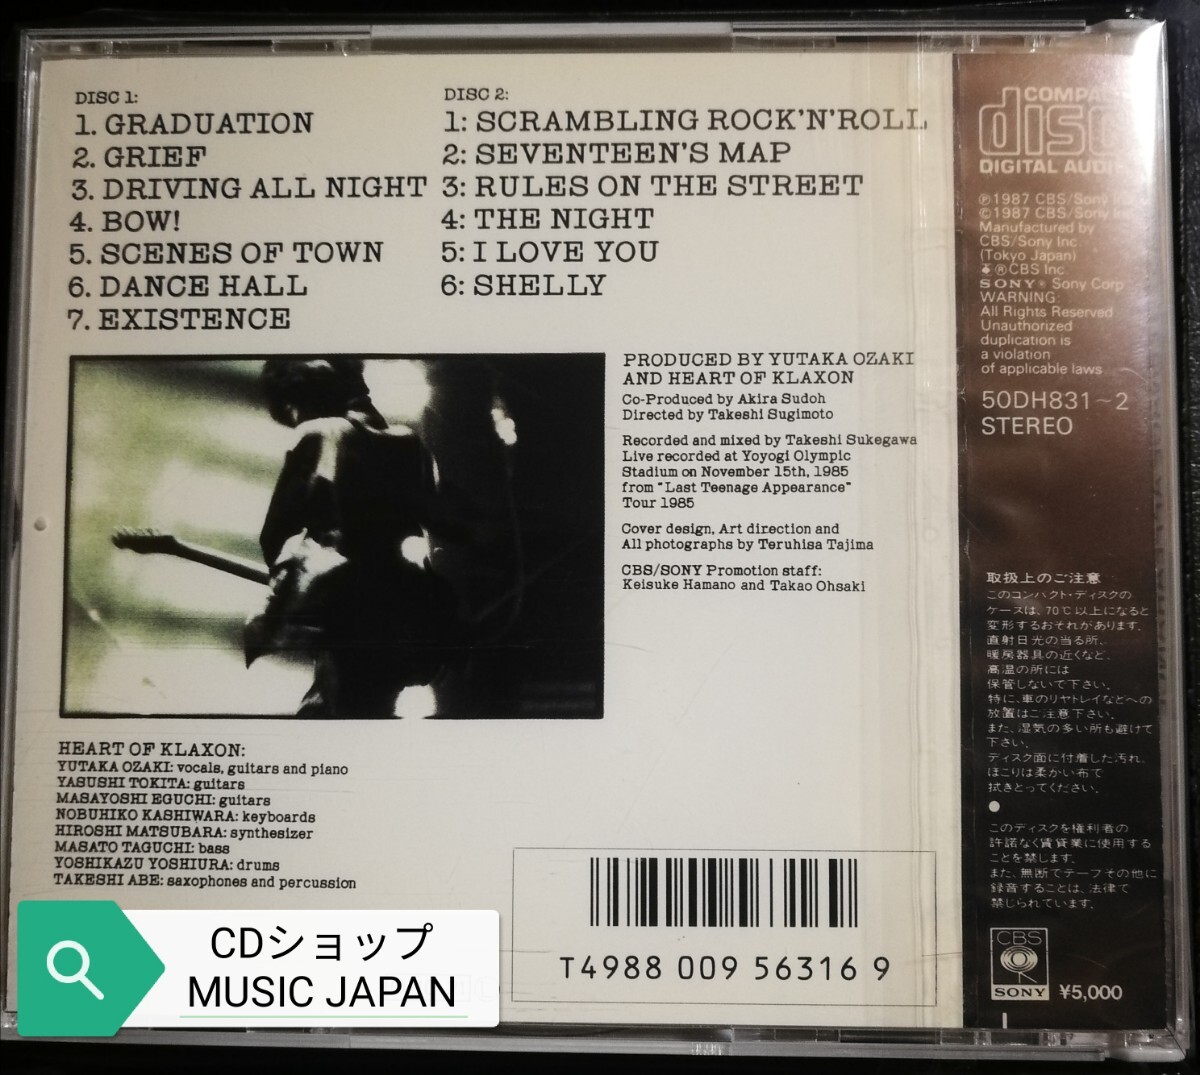 DISC 1:
1. GRADUATION
2. GRIEF
3. DRIVING ALL NIGHT
4. BOW!
5. SCENES OF TOWN
6. DANCE HALL
7. EXISTENCE
DISC 2:
1: SCRAMBLING ROCK'N'ROLL
2: SEVENTEEN'S MAP
3: RULES ON THE STREET
4: THE NIGHT
5: I LOVE YOU
6: SHELLY
PRODUCED BY YUTAKA OZAKI
AND HEART OF KLAXON
Co-Produced by Akira Sudoh
Directed by Takeshi Sugimoto
Recorded and mixed by Takeshi Sukegawa
Live recorded at Yoyogi Olympic
Stadium on November 15th, 1985
from "Last Teenage Appearance"
Tour 1985
Cover design, Art direction and
All photographs by Teruhisa Tajima
CBS/SONY Promotion staff:
Keisuke Hamano and Takao Ohsaki
HEART OF KLAXON:
YUTAKA OZAKI: vocals, guitars and piano
YASUSHI TOKITA: guitars
MASAYOSHI EGUCHI: guitars
NOBUHIKO KASHIWARA: keyboards
HIROSHI MATSUBARA: synthesizer
MASATO TAGUCHI: bass
YOSHIKAZU YOSHIURA: drums
TAKESHI ABE: saxophones and percussion
CDショップ
MUSIC JAPAN
T4988 009 56316 9
disc
DIGITAL
℗1987 CBS/Sony
©1987 CBS/Sony
Manufactured by
CBS/Sony Inc.
(Tokyo Japan)
®CBS Inc.
SONY® Sony Corp.
WARNING:
All Rights Reserved
Unauthorized
duplication is
a violation
of applicable laws
50DH831~2
STEREO
取扱上のご注意
このコンパクト・ディスクの
ケースは、70℃以上になると
変形するおそれがあります。
直射日光の当る所、
暖房器具の近くなど、
高温の所には
保管しないで下さい。
特に、車のリヤトレイなどへの
放置はご注意下さい。
また、湿気の多い所も避けて
下さい。
ディスク面に付着した汚れ、
ほこりは柔かい布で
拭きとってください。
●
このディスクを権利者の
許諾なく賃貸業に使用する
ことを禁じます。
また、無断でテープその他に
録音することは、法律で
禁じられています。
CBS
SONY
¥5,000